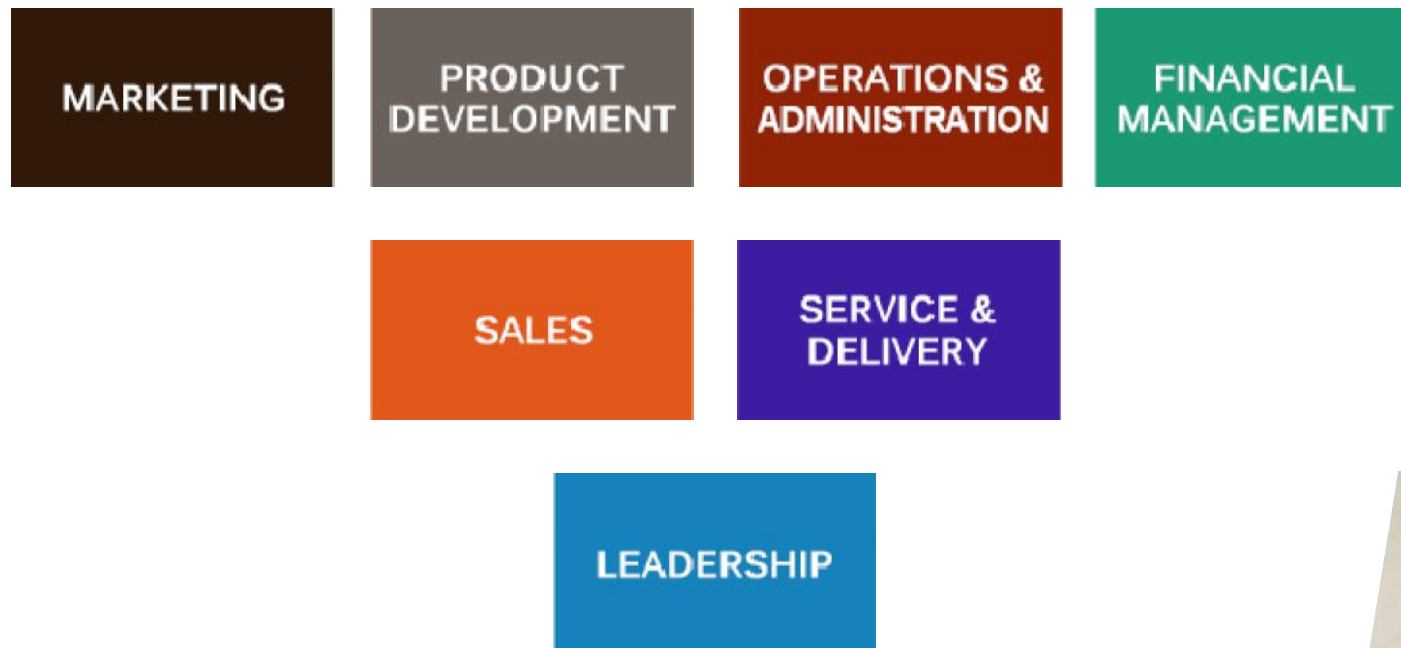 MARKETING
PRODUCT
DEVELOPMENT
OPERATIONS &
ADMINISTRATION
FINANCIAL
MANAGEMENT
SALES
SERVICE &
DELIVERY
LEADERSHIP